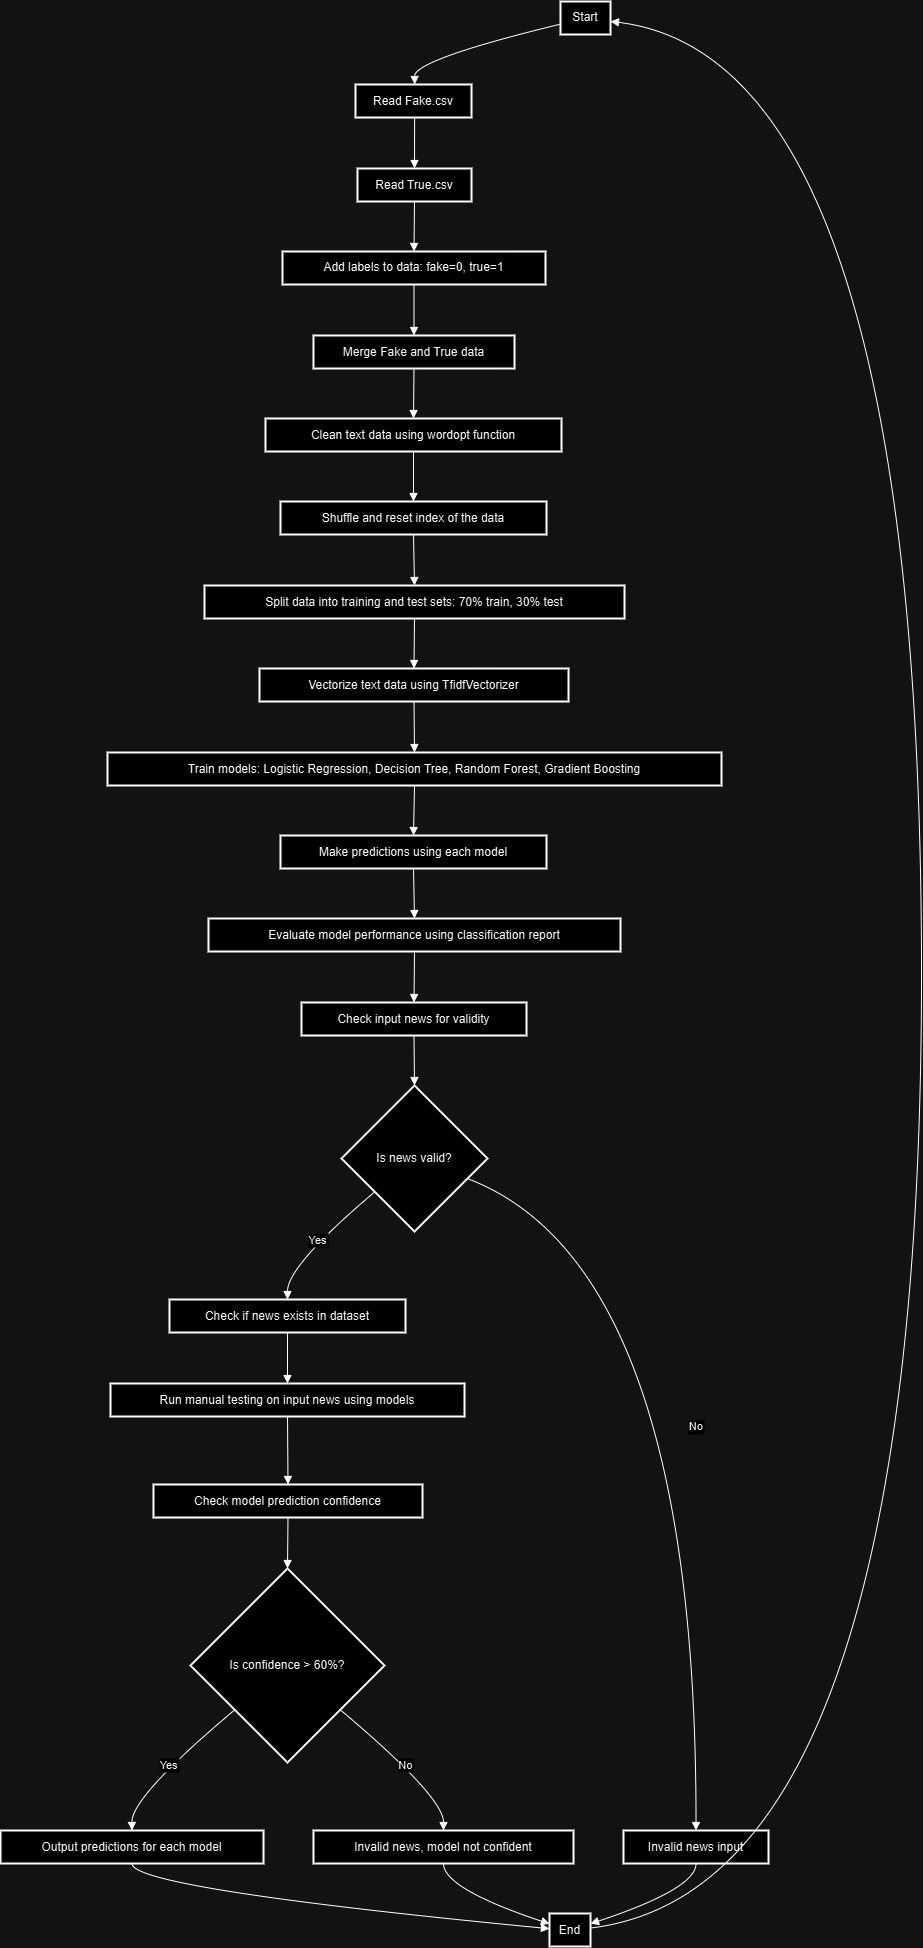 Start
Read Fake.csv
Read True.csv
Add labels to data: fake=0, true=1
Merge Fake and True data
Clean text data using wordopt function
Shuffle and reset index of the data
Split data into training and test sets: 70% train, 30% test
Vectorize text data using TfidfVectorizer
Train models: Logistic Regression, Decision Tree, Random Forest, Gradient Boosting
Make predictions using each model
Evaluate model performance using classification report
Check input news for validity
Is news valid?
Yes
Check if news exists in dataset
Run manual testing on input news using models
No
Check model prediction confidence
Is confidence > 60%?
Yes
No
Output predictions for each model
Invalid news, model not confident
Invalid news input
End